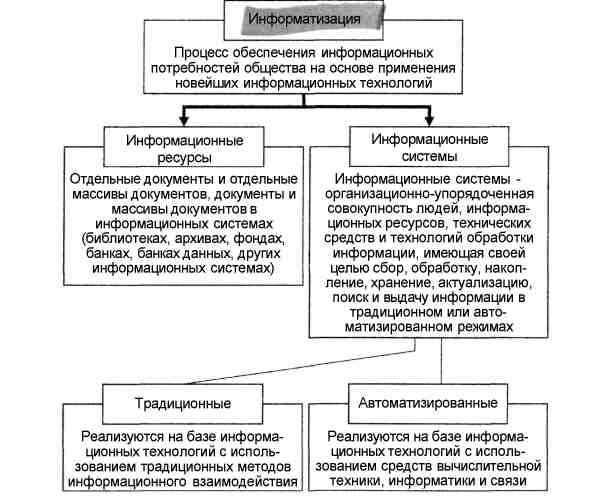 Информатизация
Процесс обеспечения информационных
потребностей общества на основе применения
новейших информационных технологий
Информационные
ресурсы
Отдельные документы и отдельные
массивы документов, документы и
массивы документов в
информационных системах
(библиотеках, архивах, фондах,
банках, банках данных, других
информационных системах)
Информационные
системы
Информационные системы -
организационно-упорядоченная
совокупность людей, информа-
ционных ресурсов, технических
средств и технологий обработки
информации, имеющая своей
целью сбор, обработку, накоп-
ление, хранение, актуализацию,
поиск и выдачу информации в
традиционном или авто-
матизированном режимах
Традиционные
Реализуются на базе информа-
ционных технологий с исполь-
зованием традиционных методов
информационного взаимодействия
Автоматизированные
Реализуются на базе информа-
ционных технологий с исполь-
зованием средств вычислительной
техники, информатики и связи